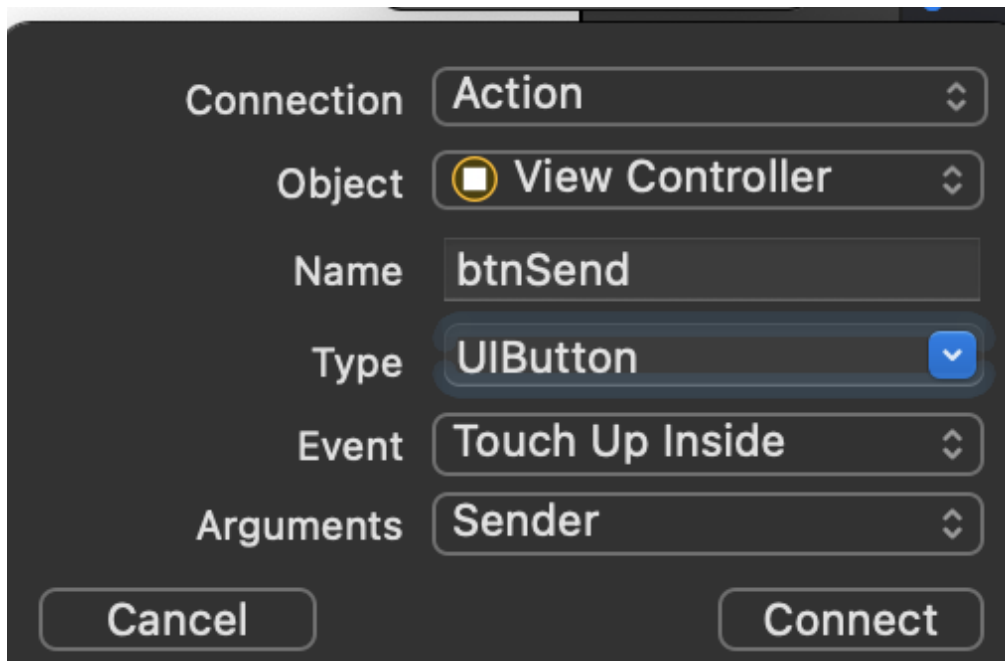 Connection Action
Object View Controller
Name btnSend
Type UIButton
Event Touch Up Inside
Arguments Sender
Cancel Connect